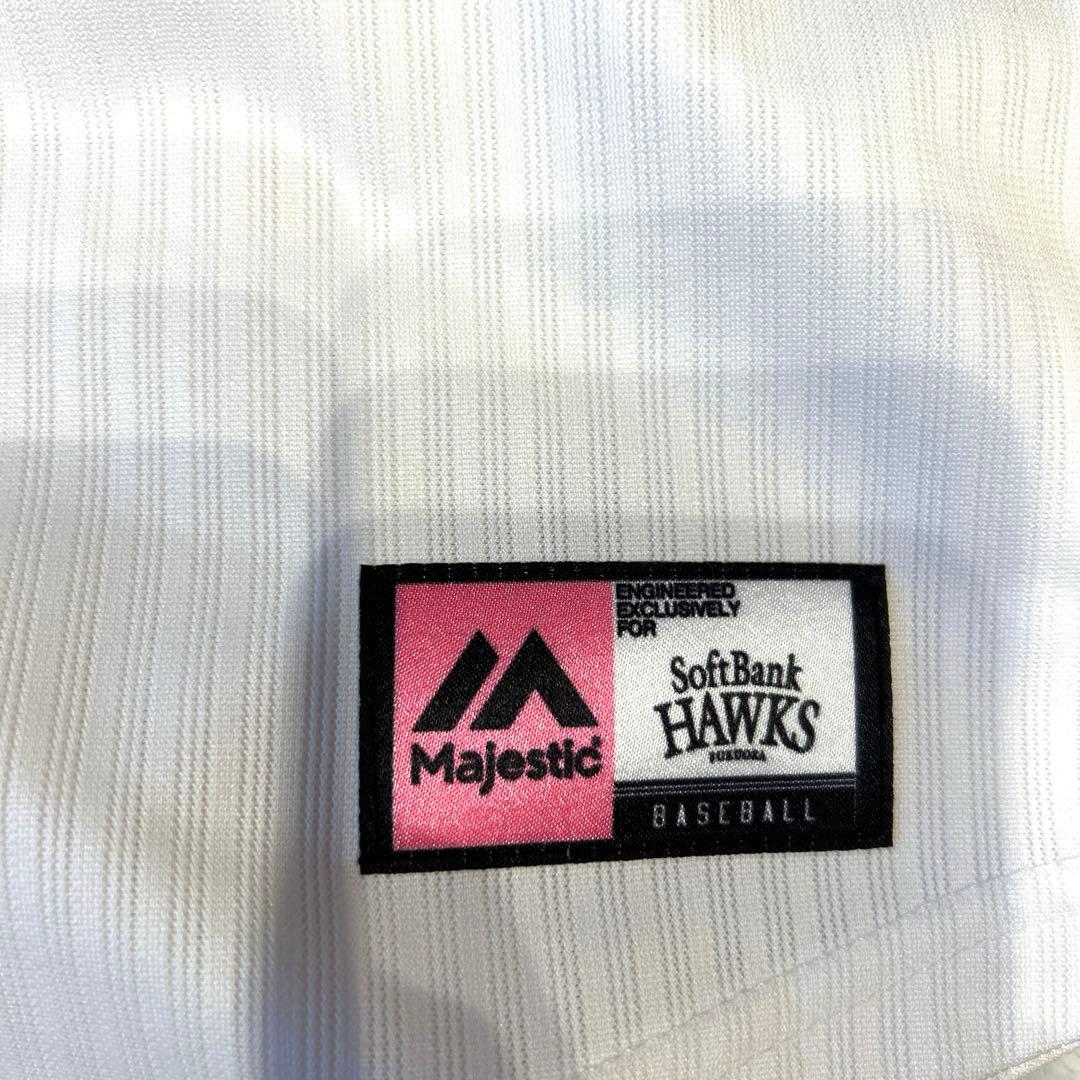 Majestic
ENGINEERED
EXCLUSIVELY
FOR
SoftBank
HAWKS
FUKUOKA
BASEBALL